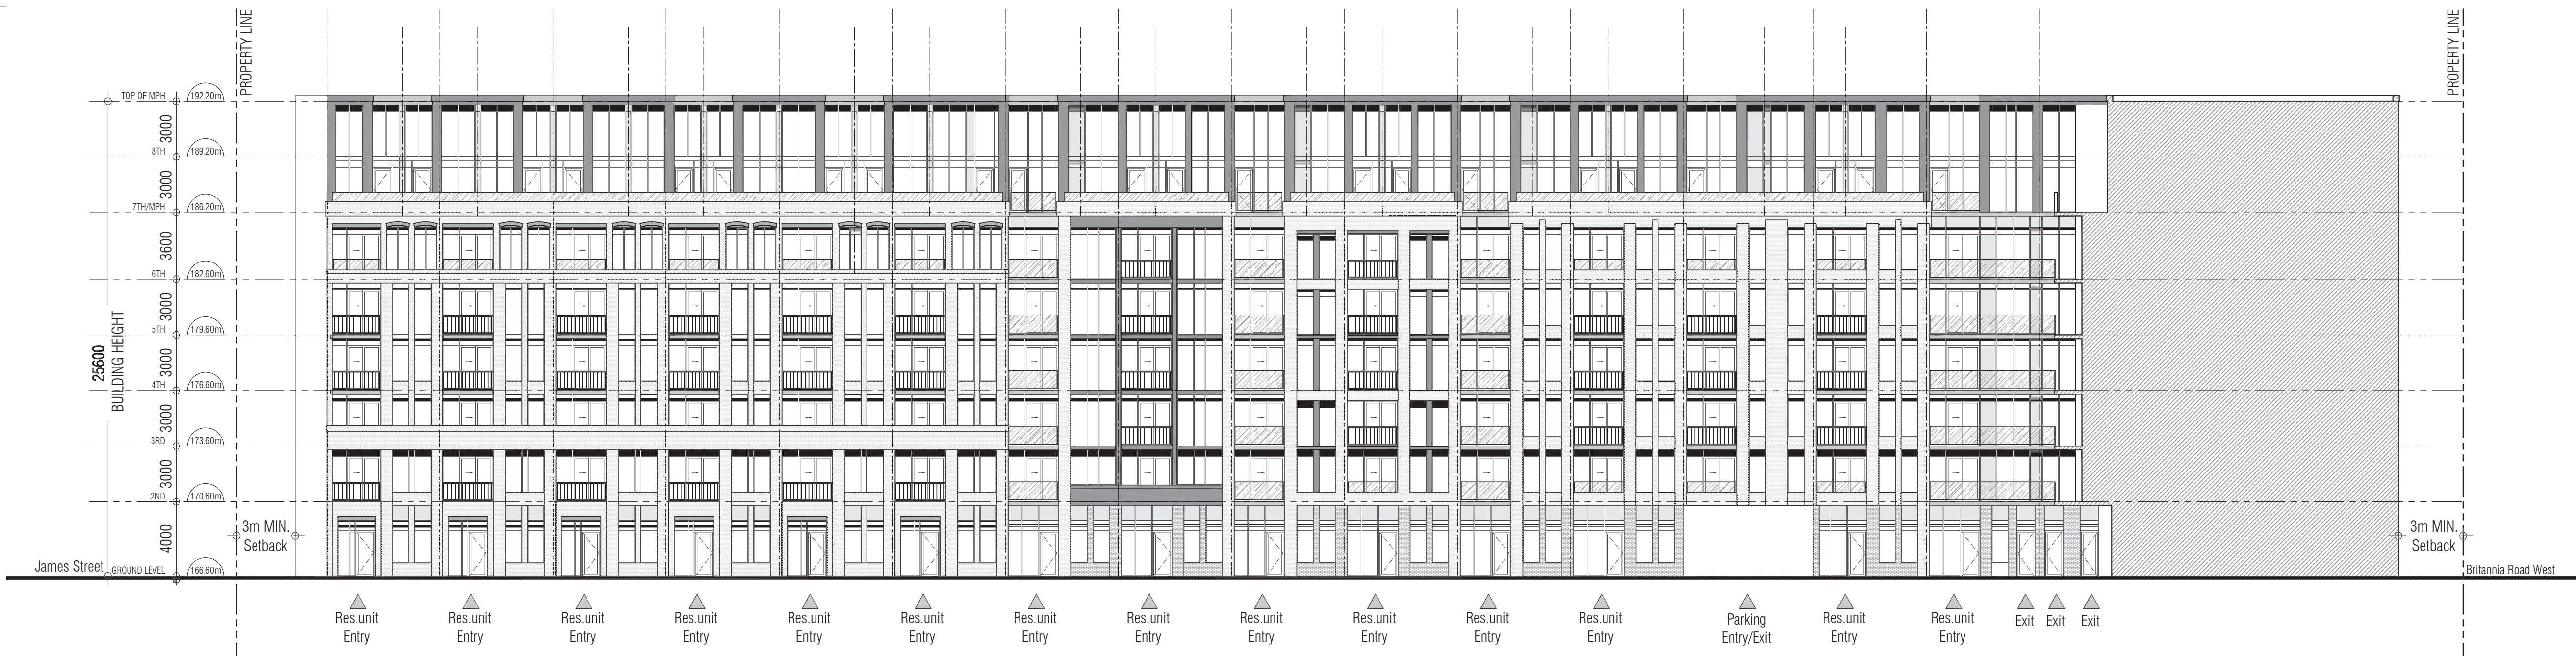 PROPERTY LINE
PROPERTY LINE
TOP OF MPH 192.20m
3000
8TH 189.20m
3000
7TH/MPH 186.20m
3600
6TH 182.60m
3000
5TH 179.60m
3000
4TH 176.60m
3000
3RD 173.60m
3000
2ND 170.60m
4000
GROUND LEVEL 166.60m
25600
BUILDING HEIGHT
3m MIN.
Setback
3m MIN.
Setback
James Street
Britannia Road West
Res.unit
Entry
Res.unit
Entry
Res.unit
Entry
Res.unit
Entry
Res.unit
Entry
Res.unit
Entry
Res.unit
Entry
Res.unit
Entry
Res.unit
Entry
Res.unit
Entry
Res.unit
Entry
Res.unit
Entry
Parking
Entry/Exit
Res.unit
Entry
Res.unit
Entry
Exit
Exit
Exit